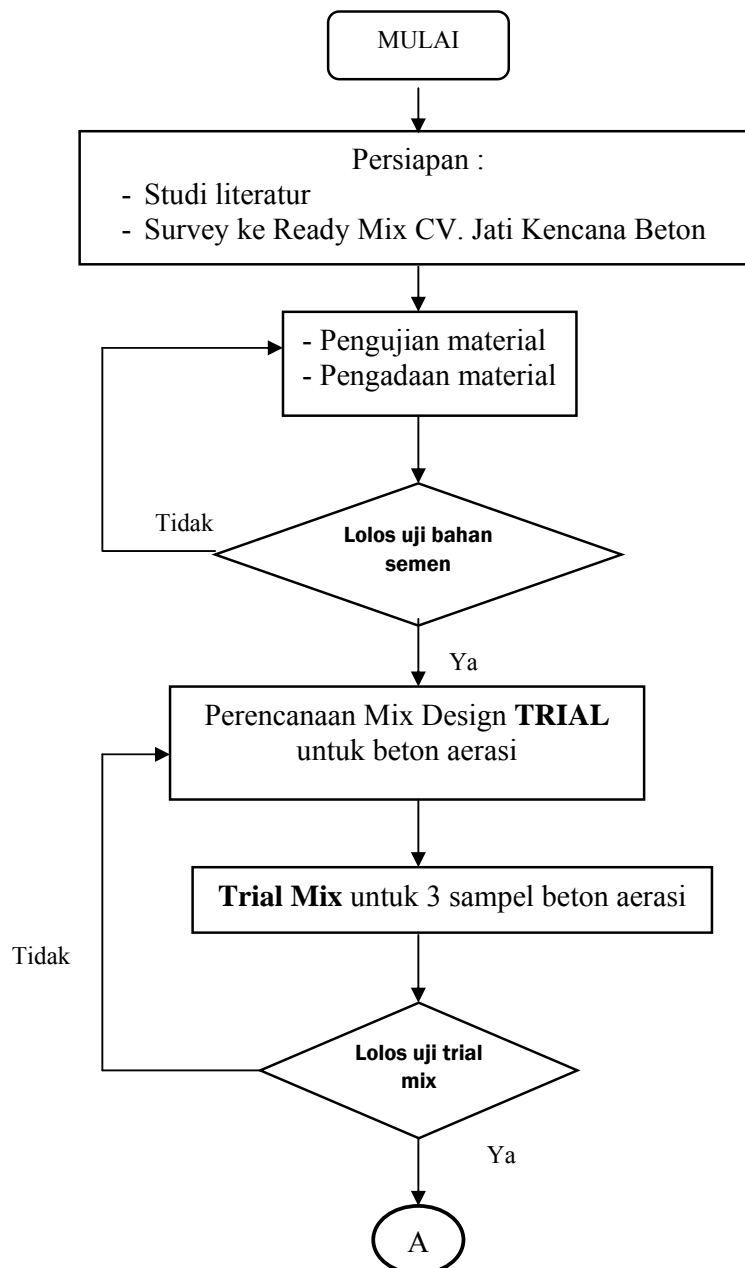 MULAI
Persiapan :
- Studi literatur
- Survey ke Ready Mix CV. Jati Kencana Beton
- Pengujian material
- Pengadaan material
Tidak
Lolos uji bahan
semen
Ya
Perencanaan Mix Design TRIAL
untuk beton aerasi
Trial Mix untuk 3 sampel beton aerasi
Tidak
Lolos uji trial
mix
Ya
A